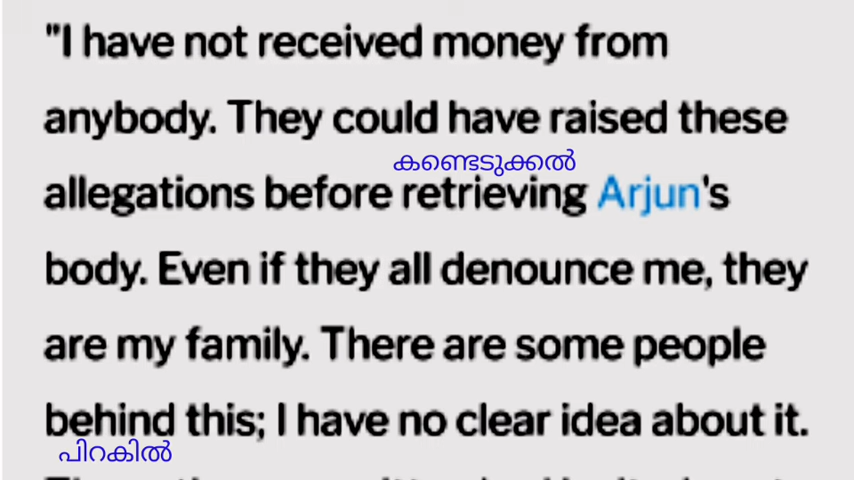 "I have not received money from
anybody. They could have raised these
കണ്ടെടുക്കൽ
allegations before retrieving Arjun's
body. Even if they all denounce me, they
are my family. There are some people
behind this; I have no clear idea about it.
പിറകിൽ